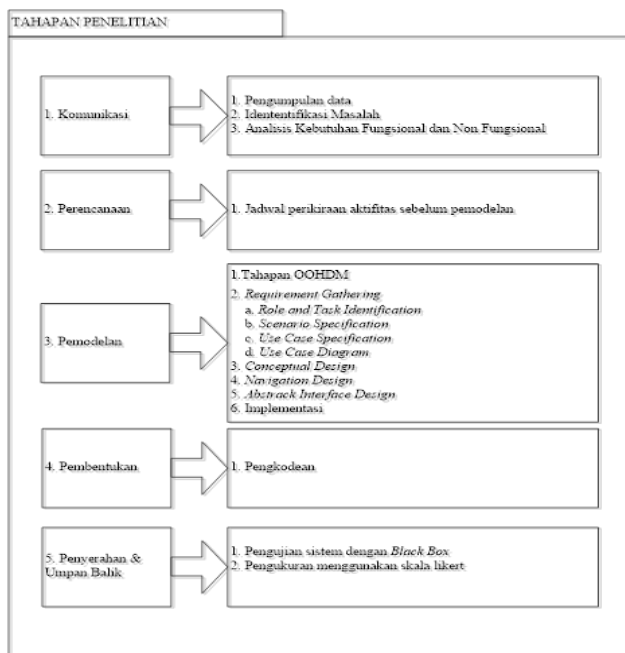 TAHAPAN PENELITIAN
1. Komunikasi
1. Pengumpulan data
2. Idententifikasi Masalah
3. Analisis Kebutuhan Fungsional dan Non Fungsional
2. Perencanaan
1. Jadwal perikiraan aktifitas sebelum pemodelan
3. Pemodelan
1.Tahapan OOHDM
2. Requirement Gathering
a. Role and Task Identification
b. Scenario Specification
c. Use Case Specification
d. Use Case Diagram
3. Conceptual Design
4. Navigation Design
5. Abstrack Interface Design
6. Implementasi
4. Pembentukan
1. Pengkodean
5. Penyerahan &
Umpan Balik
1. Pengujian sistem dengan Black Box
2. Pengukuran menggunakan skala likert